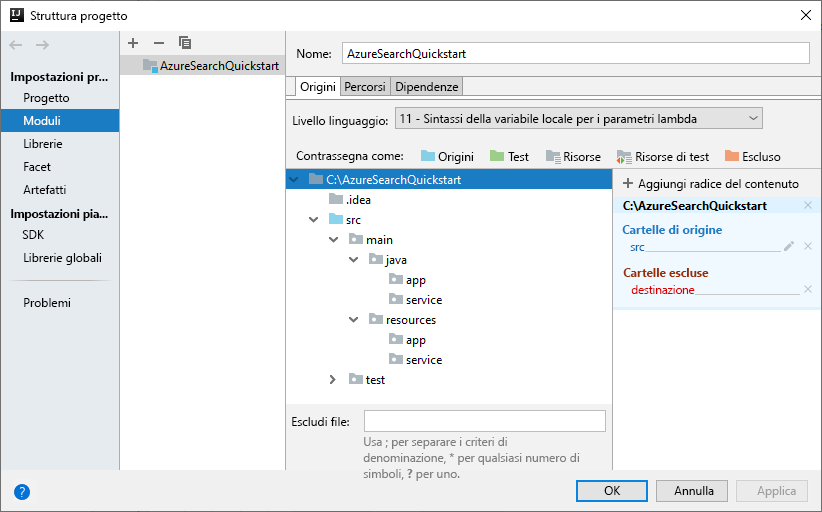 Struttura progetto
Impostazioni pr...
Progetto
Moduli
Librerie
Facet
Artefatti
Impostazioni pia...
SDK
Librerie globali
Problemi
AzureSearchQuickstart
Nome: AzureSearchQuickstart
Origini Percorsi Dipendenze
Livello linguaggio: 11 - Sintassi della variabile locale per i parametri lambda
Contrassegna come: Origini Test Risorse Risorse di test Escluso
C:\AzureSearchQuickstart
.idea
src
main
java
app
service
resources
app
service
test
Aggiungi radice del contenuto
C:\AzureSearchQuickstart
Cartelle di origine
src
Cartelle escluse
destinazione
Escludi file:
Usa ; per separare i criteri di
denominazione, * per qualsiasi numero di
simboli, ? per uno.
?
OK Annulla Applica